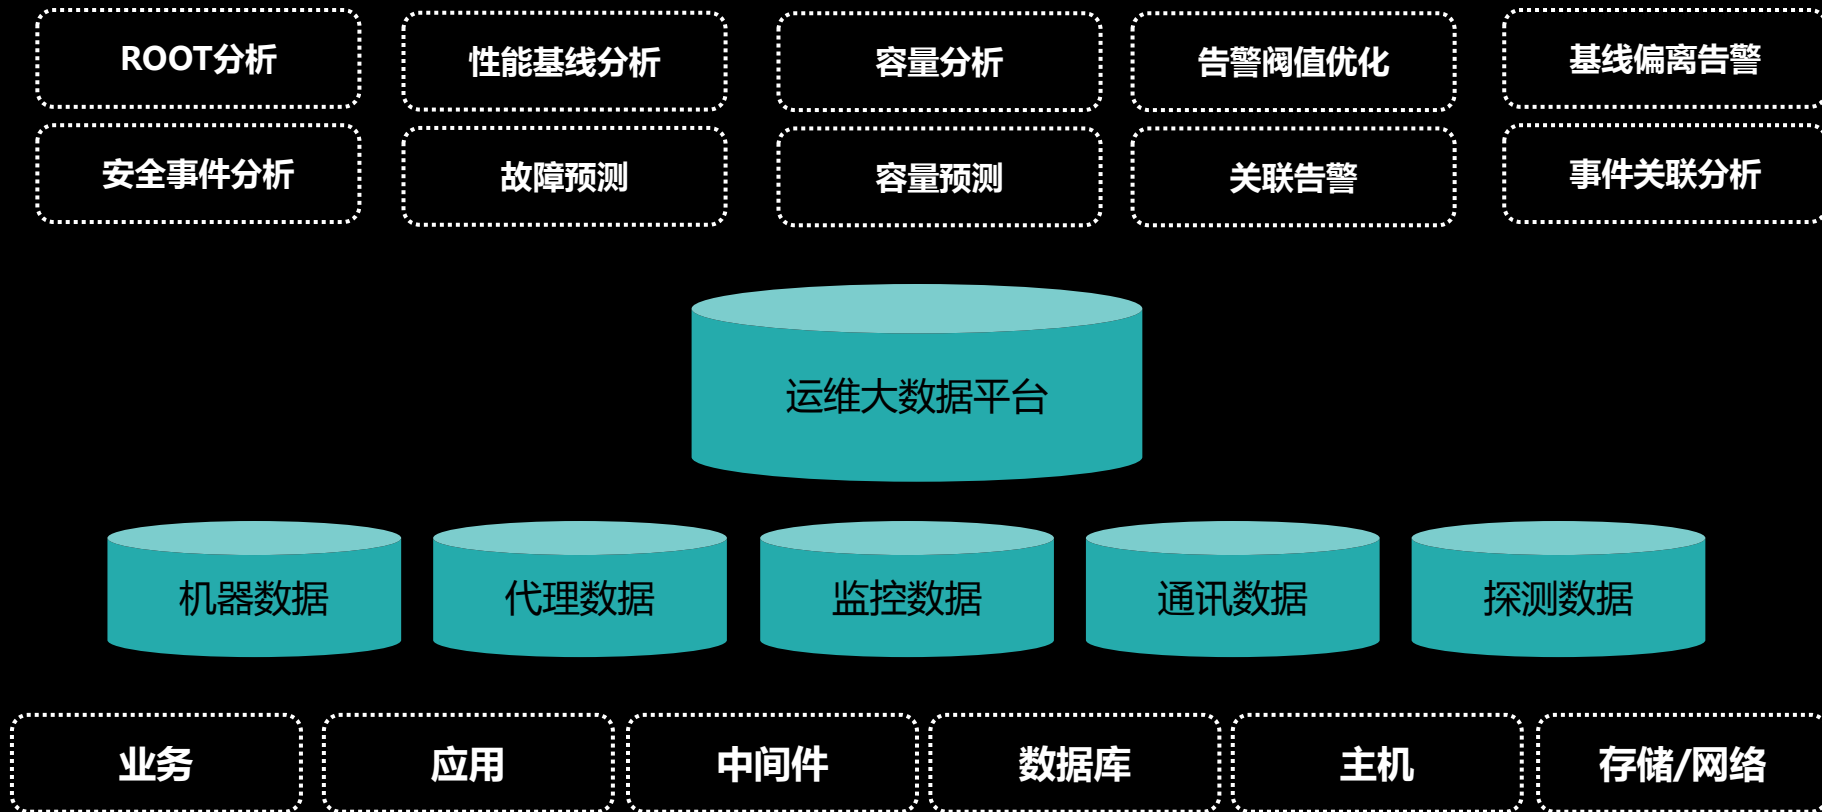 ROOT分析
性能基线分析
容量分析
告警阀值优化
基线偏离告警
安全事件分析
故障预测
容量预测
关联告警
事件关联分析
运维大数据平台
机器数据
代理数据
监控数据
通讯数据
探测数据
业务
应用
中间件
数据库
主机
存储/网络